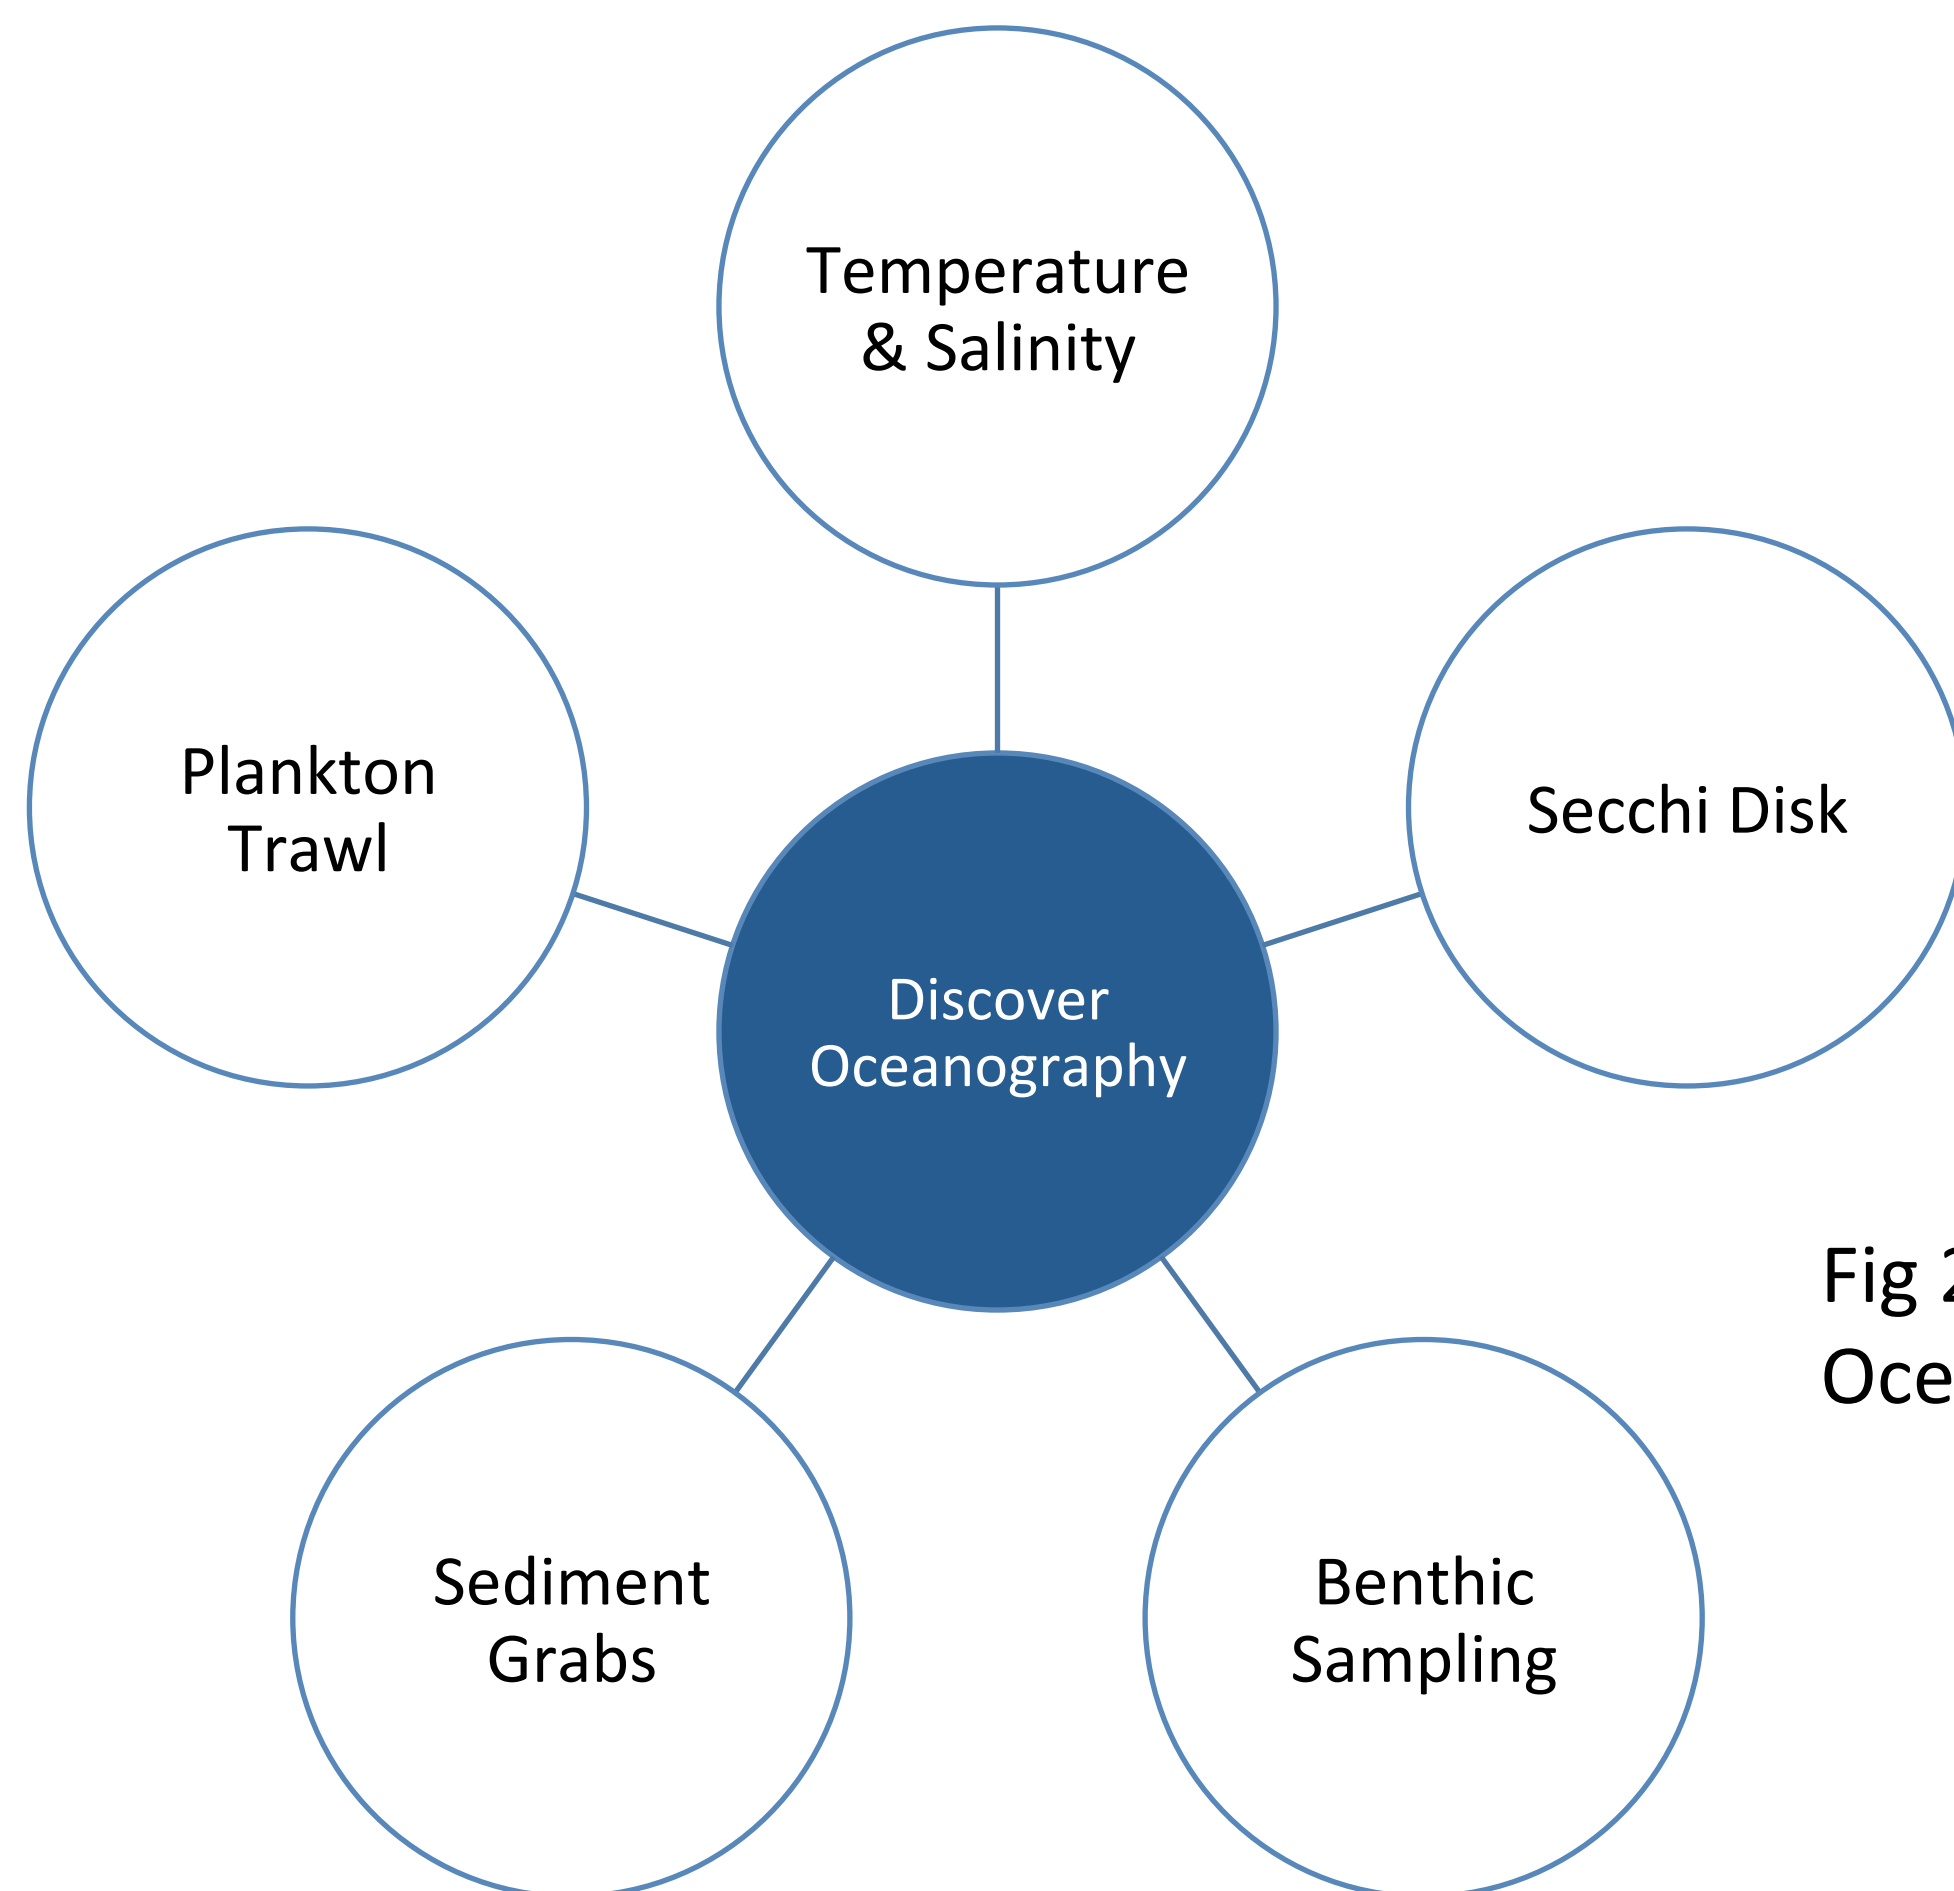 Temperature
& Salinity
Plankton
Trawl
Secchi Disk
Discover
Oceanography
Fig
Sediment
Grabs
Benthic
Sampling